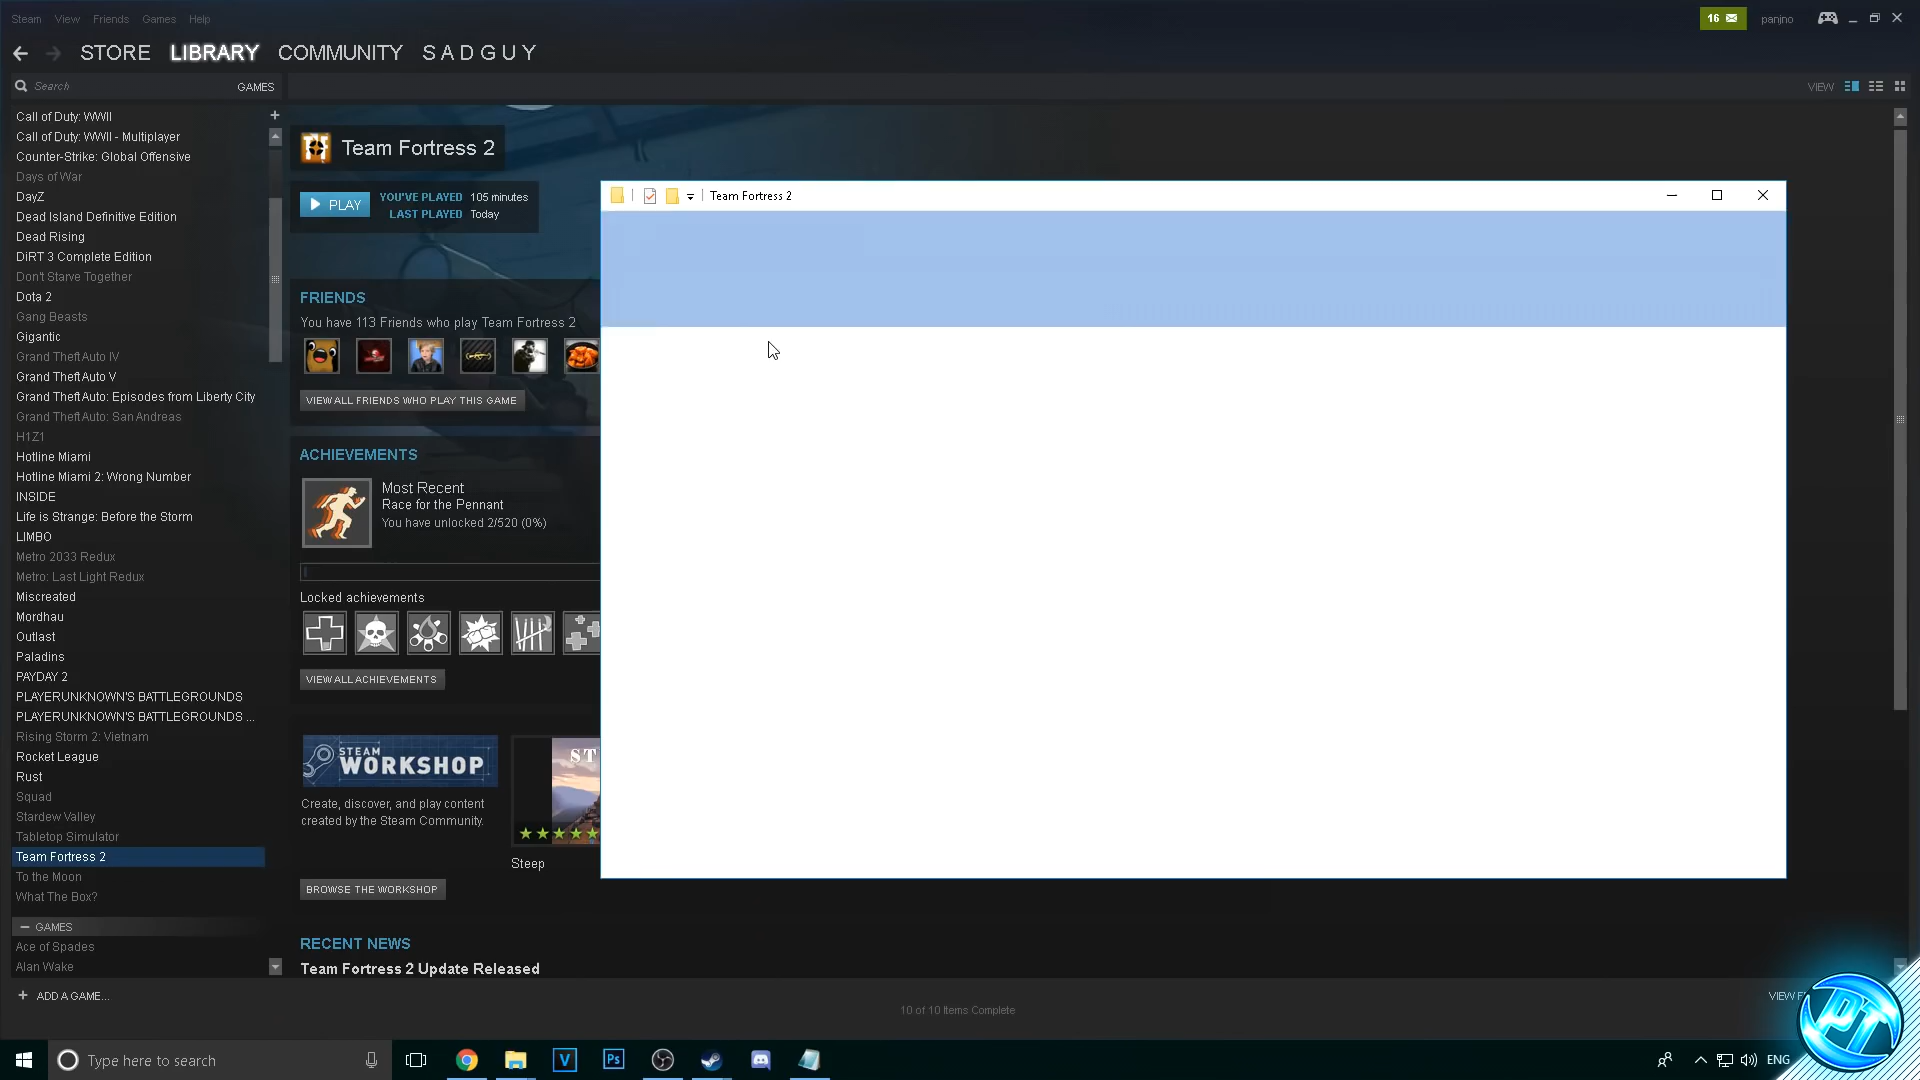 Steam View Friends Games Help
16
panjno
STORE LIBRARY COMMUNITY S A D G U Y
Search
GAMES
VIEW
Call of Duty: WWII
Call of Duty: WWII - Multiplayer
Counter-Strike: Global Offensive
Days of War
DayZ
Dead Island Definitive Edition
Dead Rising
DiRT 3 Complete Edition
Don't Starve Together
Dota 2
Gang Beasts
Gigantic
Grand Theft Auto IV
Grand Theft Auto V
Grand Theft Auto: Episodes from Liberty City
Grand Theft Auto: San Andreas
H1Z1
Hotline Miami
Hotline Miami 2: Wrong Number
INSIDE
Life is Strange: Before the Storm
LIMBO
Metro 2033 Redux
Metro: Last Light Redux
Miscreated
Mordhau
Outlast
Paladins
PAYDAY 2
PLAYERUNKNOWN'S BATTLEGROUNDS
PLAYERUNKNOWN'S BATTLEGROUNDS ...
Rising Storm 2: Vietnam
Rocket League
Rust
Squad
Stardew Valley
Tabletop Simulator
Team Fortress 2
To the Moon
What The Box?
GAMES
Ace of Spades
Alan Wake
ADD A GAME...
Team Fortress 2
PLAY
YOU'VE PLAYED 105 minutes
LAST PLAYED Today
FRIENDS
You have 113 Friends who play Team Fortress 2
VIEW ALL FRIENDS WHO PLAY THIS GAME
ACHIEVEMENTS
Most Recent
Race for the Pennant
You have unlocked 2/520 (0%)
Locked achievements
VIEW ALL ACHIEVEMENTS
STEAM
WORKSHOP
Create, discover, and play content
created by the Steam Community.
ST
Steep
BROWSE THE WORKSHOP
RECENT NEWS
Team Fortress 2 Update Released
Team Fortress 2
10 of 10 Items Complete
VIEW
PT
Type here to search
V
Ps
ENG